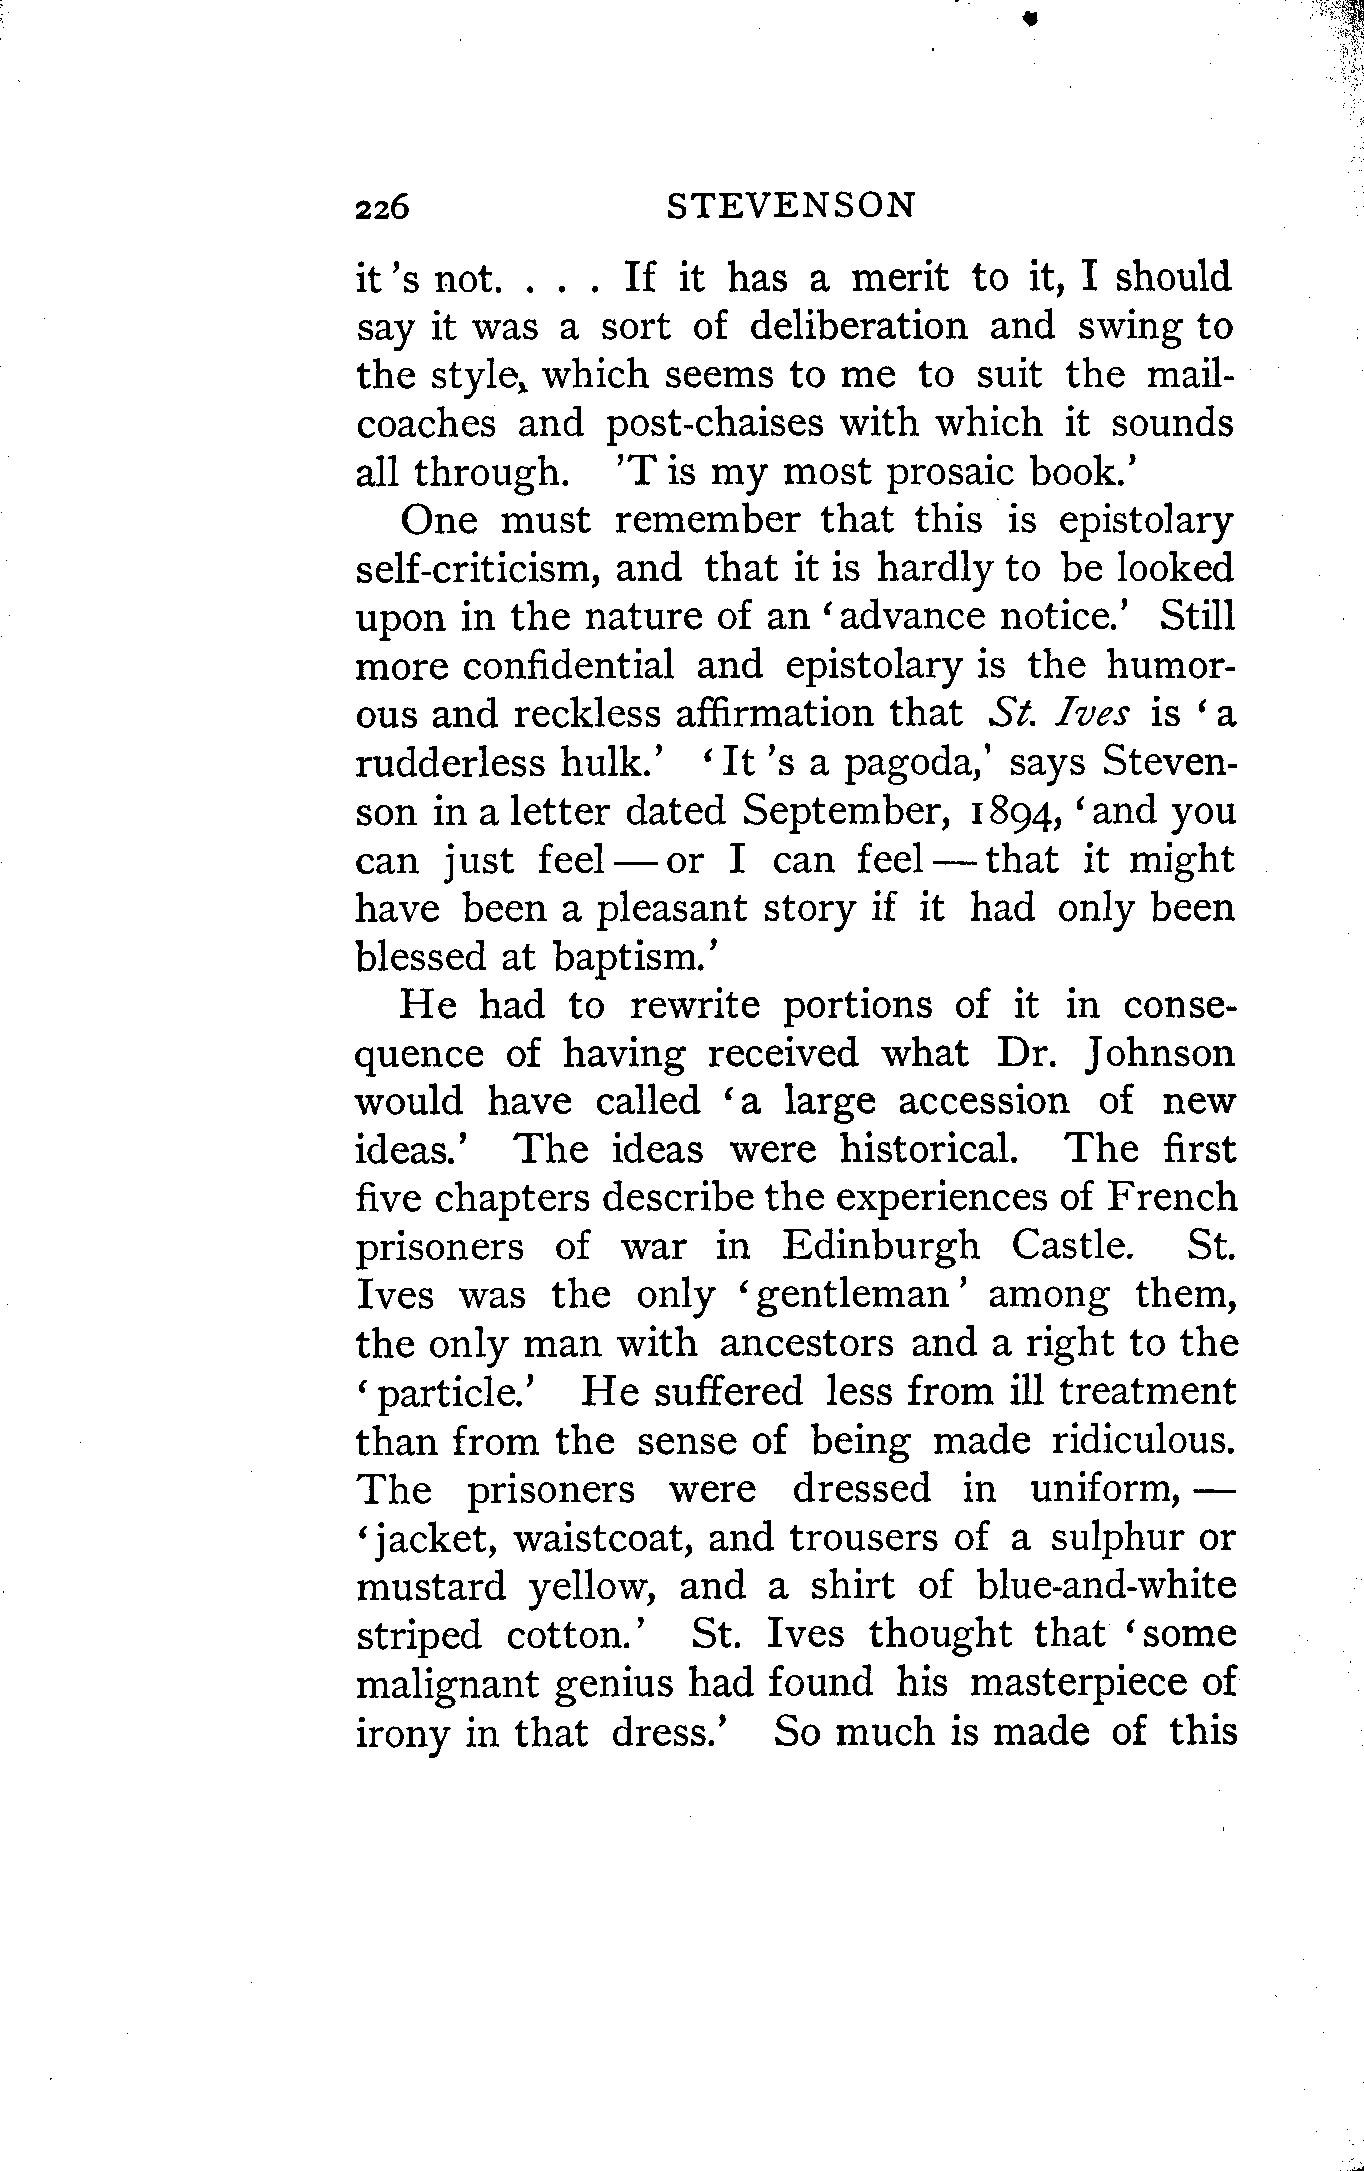 226 STEVENSON
it 's not. . . . If it has a merit to it, I should
say it was a sort of deliberation and swing to
the style, which seems to me to suit the mail-
coaches and post-chaises with which it sounds
all through. 'T is my most prosaic book.'
One must remember that this is epistolary
self-criticism, and that it is hardly to be looked
upon in the nature of an ‘advance notice.’ Still
more confidential and epistolary is the humor-
ous and reckless affirmation that St. Ives is ‘a
rudderless hulk.’ ‘It 's a pagoda,’ says Steven-
son in a letter dated September, 1894, ‘and you
can just feel — or I can feel — that it might
have been a pleasant story if it had only been
blessed at baptism.’
He had to rewrite portions of it in conse-
quence of having received what Dr. Johnson
would have called ‘a large accession of new
ideas.’ The ideas were historical. The first
five chapters describe the experiences of French
prisoners of war in Edinburgh Castle. St.
Ives was the only ‘gentleman’ among them,
the only man with ancestors and a right to the
‘particle.’ He suffered less from ill treatment
than from the sense of being made ridiculous.
The prisoners were dressed in uniform, —
‘jacket, waistcoat, and trousers of a sulphur or
mustard yellow, and a shirt of blue-and-white
striped cotton.’ St. Ives thought that ‘some
malignant genius had found his masterpiece of
irony in that dress.’ So much is made of this